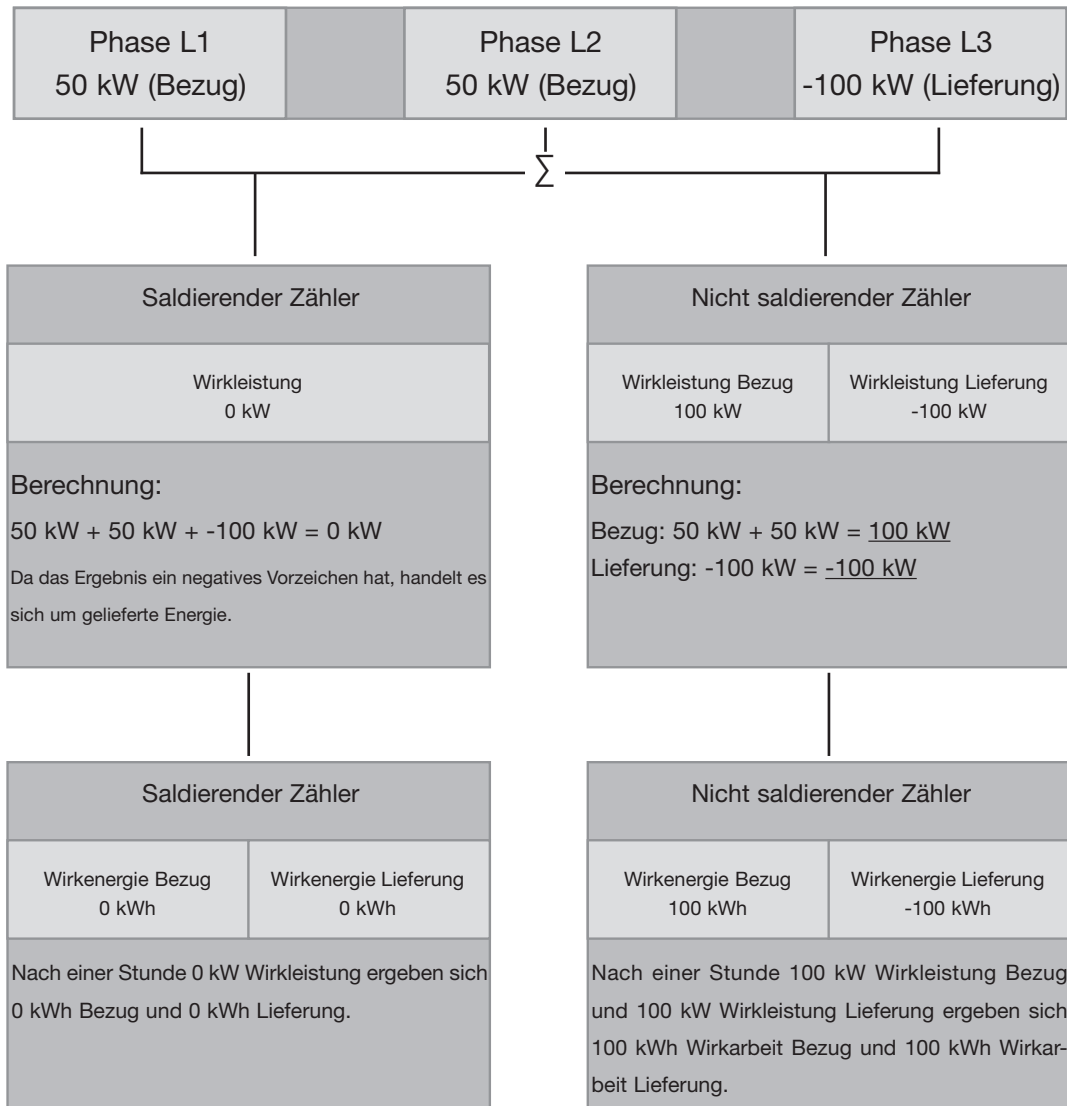 Phase L1
50 kW (Bezug)
Phase L2
50 kW (Bezug)
Phase L3
-100 kW (Lieferung)
∑
Saldierender Zähler
Wirkleistung
0 kW
Berechnung:
50 kW + 50 kW + -100 kW = 0 kW
Da das Ergebnis ein negatives Vorzeichen hat, handelt es
sich um gelieferte Energie.
Nicht saldierender Zähler
Wirkleistung Bezug
100 kW
Wirkleistung Lieferung
-100 kW
Berechnung:
Bezug: 50 kW + 50 kW = 100 kW
Lieferung: -100 kW = -100 kW
Saldierender Zähler
Wirkenergie Bezug
0 kWh
Wirkenergie Lieferung
0 kWh
Nach einer Stunde 0 kW Wirkleistung ergeben sich
0 kWh Bezug und 0 kWh Lieferung.
Nicht saldierender Zähler
Wirkenergie Bezug
100 kWh
Wirkenergie Lieferung
-100 kWh
Nach einer Stunde 100 kW Wirkleistung Bezug
und 100 kW Wirkleistung Lieferung ergeben sich
100 kWh Wirkarbeit Bezug und 100 kWh Wirkar-
beit Lieferung.